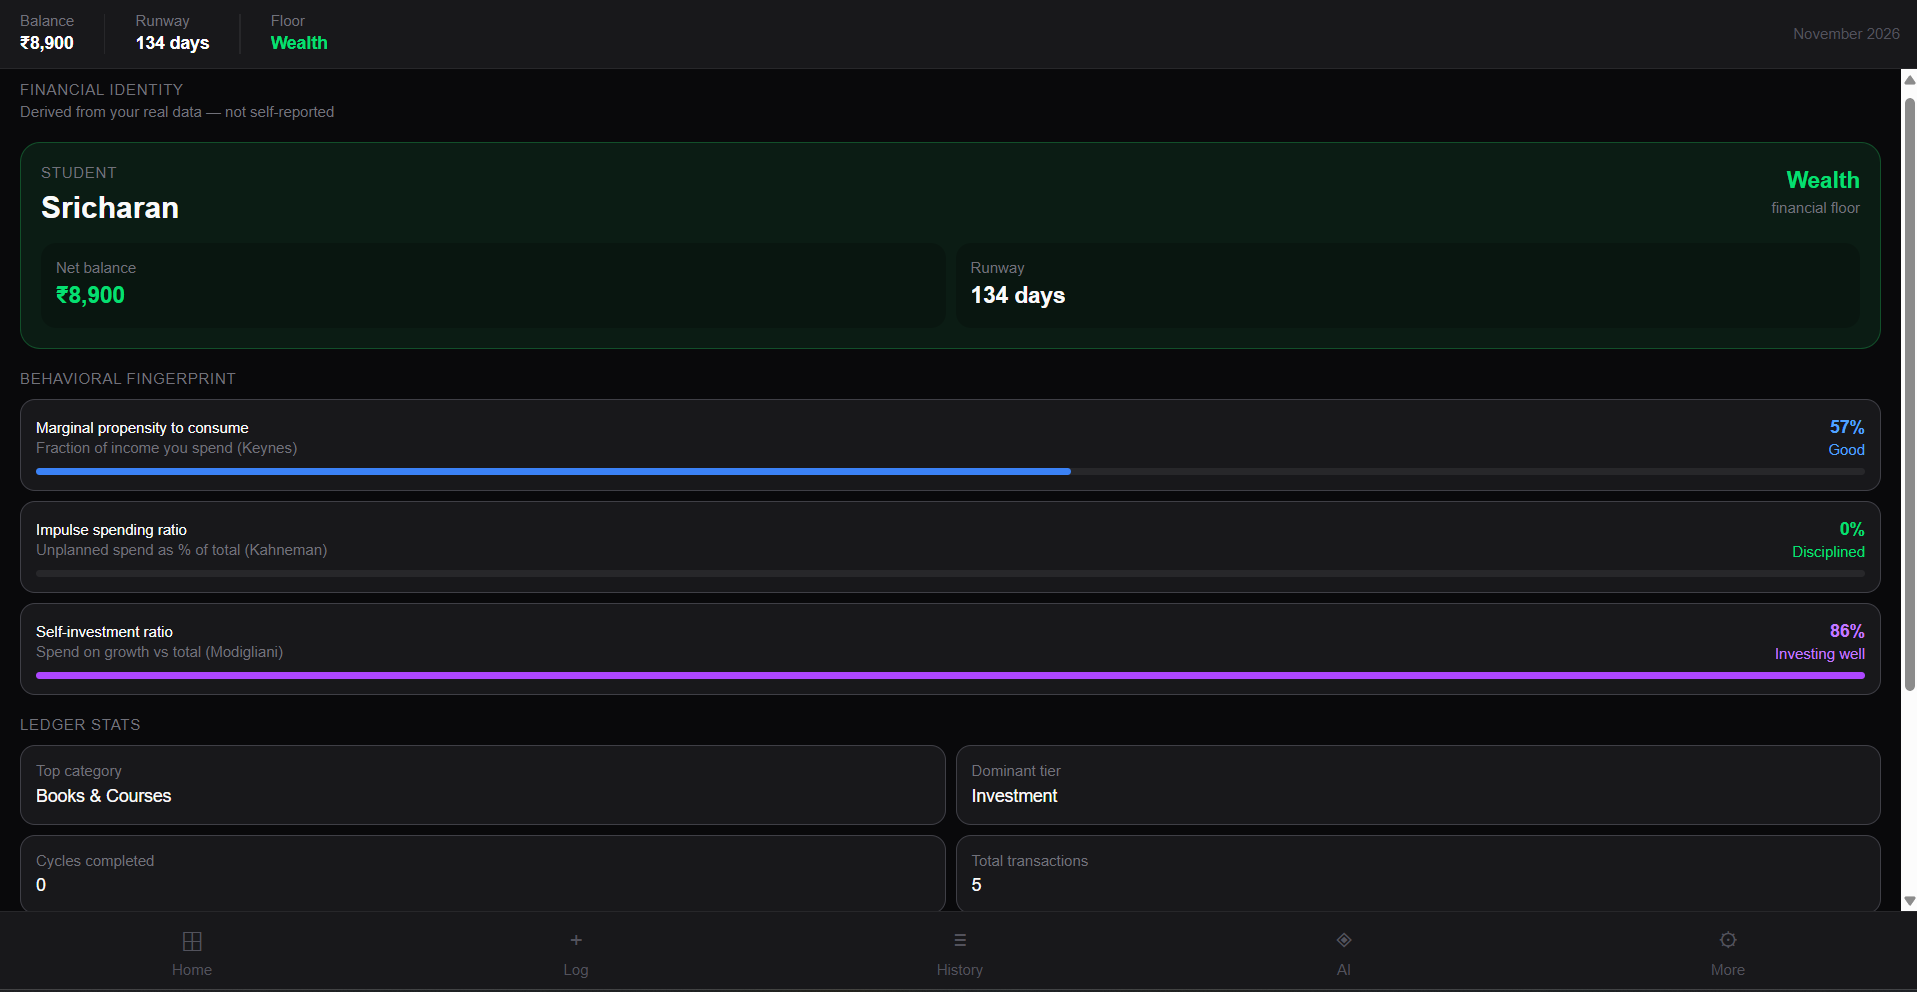 Balance
₹8,900
Runway
134 days
Floor
Wealth
November 2026
FINANCIAL IDENTITY
Derived from your real data — not self-reported
STUDENT
Sricharan
Wealth
financial floor
Net balance
₹8,900
Runway
134 days
BEHAVIORAL FINGERPRINT
Marginal propensity to consume
Fraction of income you spend (Keynes)
57%
Good
Impulse spending ratio
Unplanned spend as % of total (Kahneman)
0%
Disciplined
Self-investment ratio
Spend on growth vs total (Modigliani)
86%
Investing well
LEDGER STATS
Top category
Books & Courses
Dominant tier
Investment
Cycles completed
0
Total transactions
5
Home
Log
History
AI
More